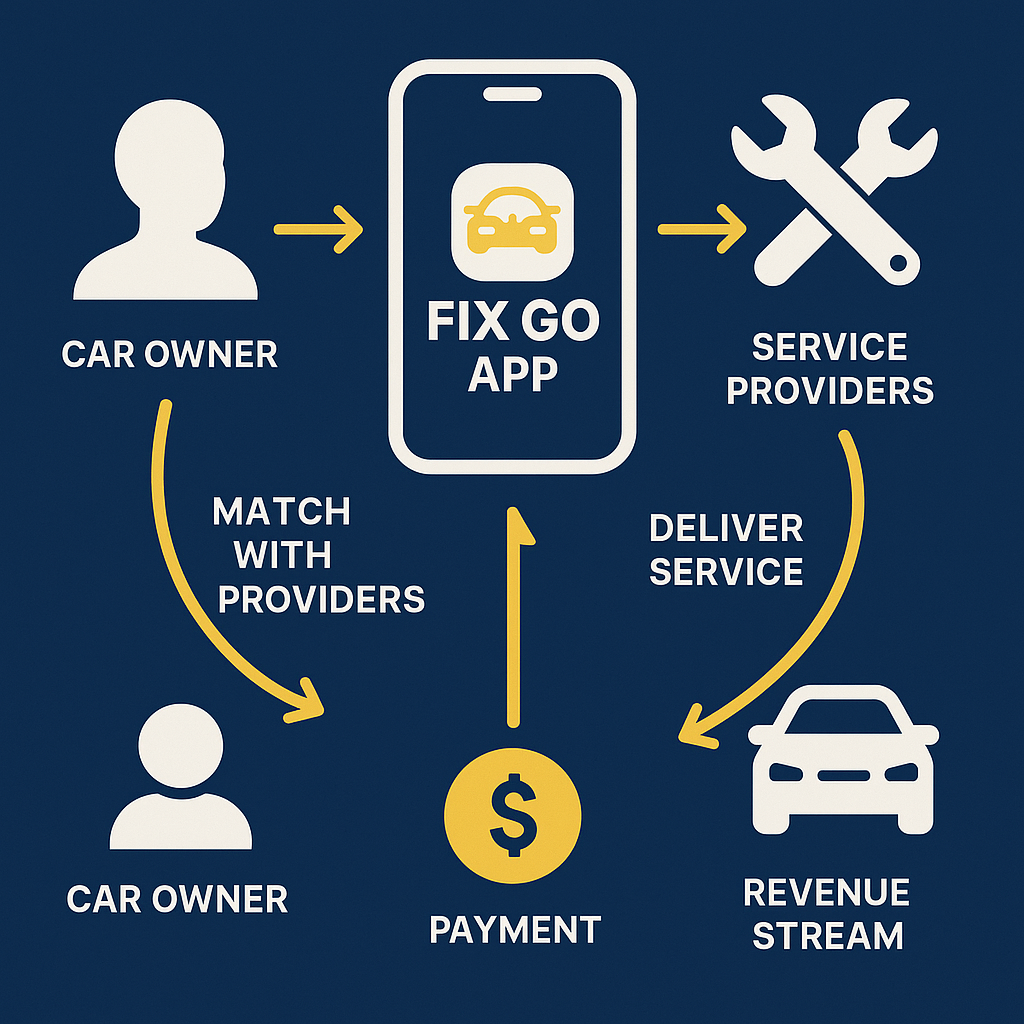 FIX GO
APP
CAR OWNER
SERVICE
PROVIDERS
MATCH
WITH
PROVIDERS
DELIVER
SERVICE
$
CAR OWNER
PAYMENT
REVENUE
STREAM